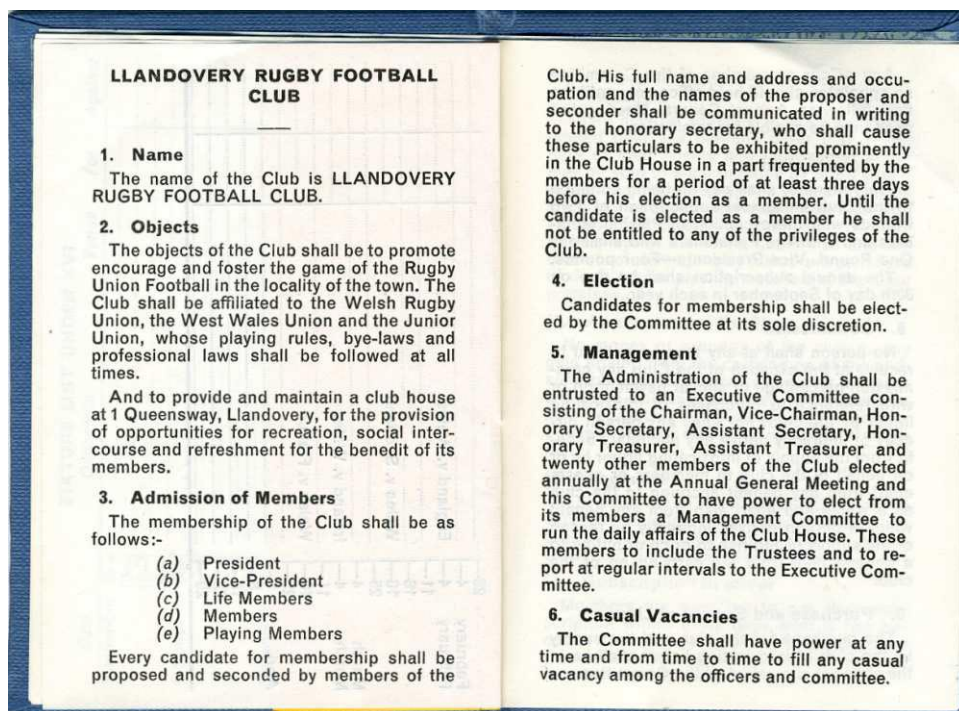 LLANDOVERY RUGBY FOOTBALL
CLUB
1. Name
The name of the Club is LLANDOVERY
RUGBY FOOTBALL CLUB.
2. Objects
The objects of the Club shall be to promote
encourage and foster the game of the Rugby
Union Football in the locality of the town. The
Club shall be affiliated to the Welsh Rugby
Union, the West Wales Union and the Junior
Union, whose playing rules, bye-laws and
professional laws shall be followed at all
times.
And to provide and maintain a club house
at 1 Queensway, Llandovery, for the provision
of opportunities for recreation, social inter-
course and refreshment for the benedit of its
members.
3. Admission of Members
The membership of the Club shall be as
follows:-
(a) President
(b) Vice-President
(c) Life Members
(d) Members
(e) Playing Members
Every candidate for membership shall be
proposed and seconded by members of the
Club. His full name and address and occu-
pation and the names of the proposer and
seconder shall be communicated in writing
to the honorary secretary, who shall cause
these particulars to be exhibited prominently
in the Club House in a part frequented by the
members for a period of at least three days
before his election as a member. Until the
candidate is elected as a member he shall
not be entitled to any of the privileges of the
Club.
4. Election
Candidates for membership shall be elect-
ed by the Committee at its sole discretion.
5. Management
The Administration of the Club shall be
entrusted to an Executive Committee con-
sisting of the Chairman, Vice-Chairman, Hon-
orary Secretary, Assistant Secretary, Hon-
orary Treasurer, Assistant Treasurer and
twenty other members of the Club elected
annually at the Annual General Meeting and
this Committee to have power to elect from
its members a Management Committee to
run the daily affairs of the Club House. These
members to include the Trustees and to re-
port at regular intervals to the Executive Com-
mittee.
6. Casual Vacancies
The Committee shall have power at any
time and from time to time to fill any casual
vacancy among the officers and committee.